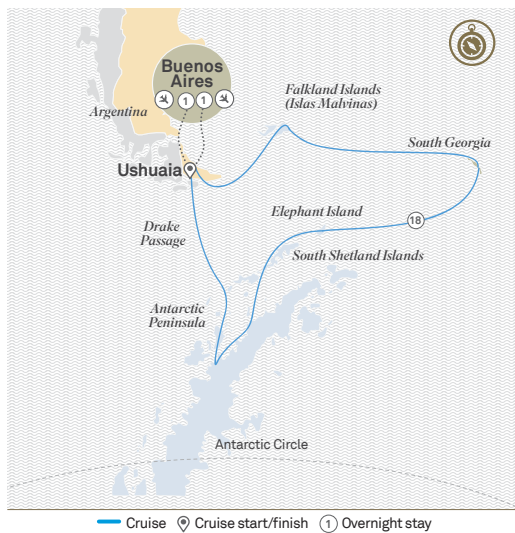 Buenos
Aires
1 1
Argentina
Falkland Islands
(Islas Malvinas)
South Georgia
Ushuaia
Elephant Island
18
Drake
Passage
South Shetland Islands
Antarctic
Peninsula
Antarctic Circle
Cruise Cruise start/finish 1 Overnight stay